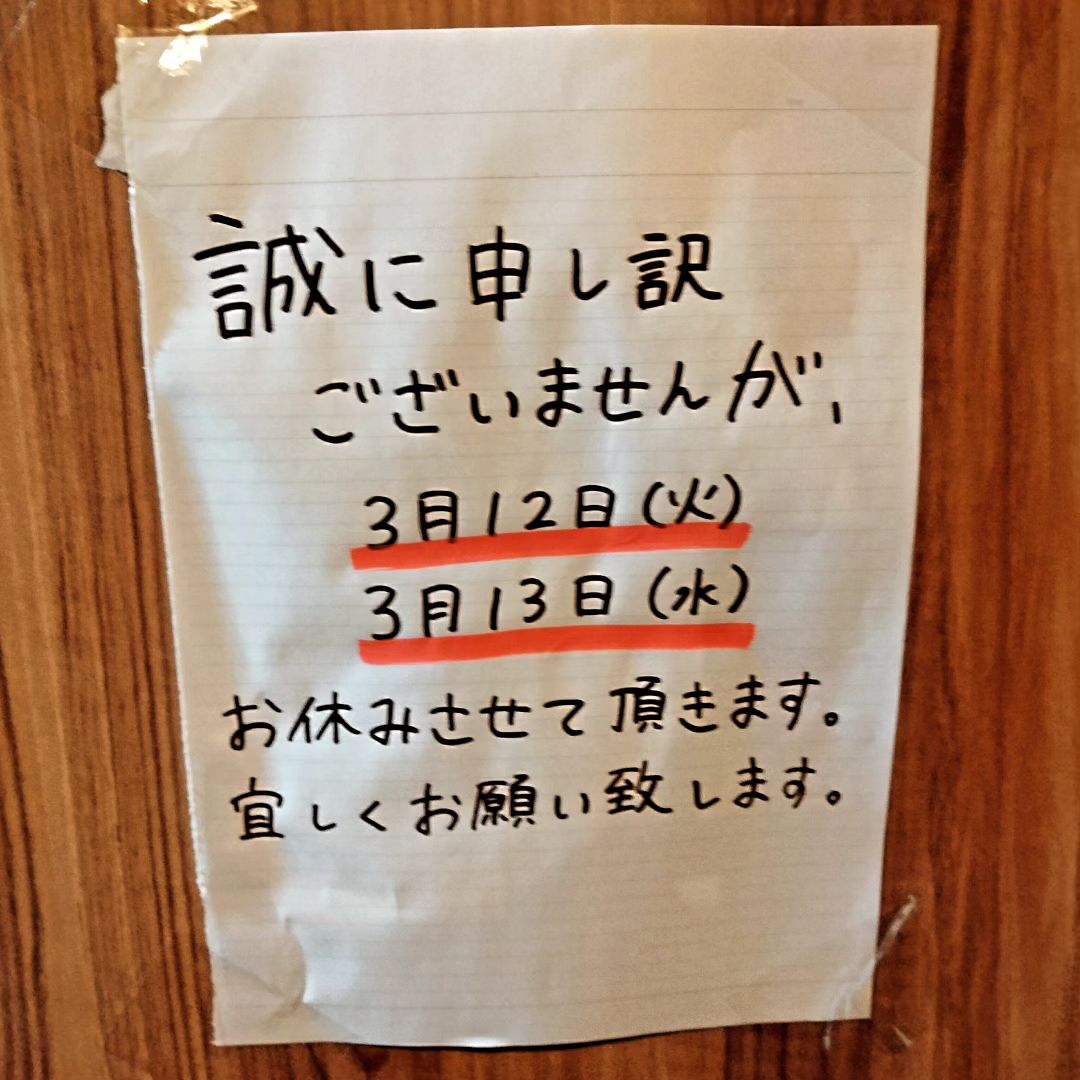 誠に申し訳
ございませんが、
3月12日(火)
3月13日(水)
お休みさせて頂きます。
宜しくお願い致します。